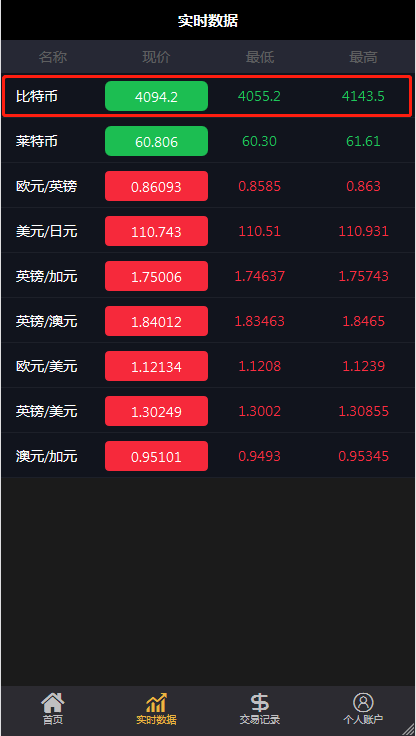 实时数据
名称 现价 最低 最高
比特币 4094.2 4055.2 4143.5
莱特币 60.806 60.30 61.61
欧元/英镑 0.86093 0.8585 0.863
美元/日元 110.743 110.51 110.931
英镑/加元 1.75006 1.74637 1.75743
英镑/澳元 1.84012 1.83463 1.8465
欧元/美元 1.12134 1.1208 1.1239
英镑/美元 1.30249 1.3002 1.30855
澳元/加元 0.95101 0.9493 0.95345
首页 实时数据 交易记录 个人账户